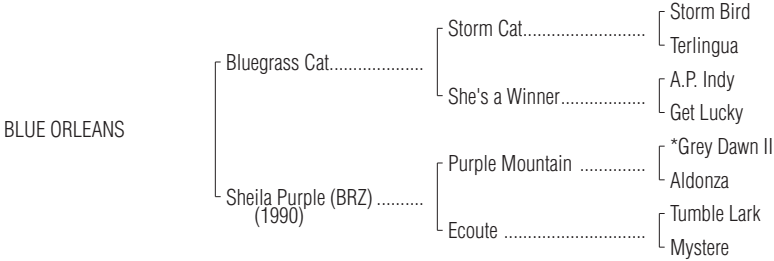 Storm Bird
Storm Cat..........................
Terlingua
Bluegrass Cat....................
A.P. Indy
She's a Winner..................
Get Lucky
BLUE ORLEANS
*Grey Dawn II
Purple Mountain ..............
Aldonza
Sheila Purple (BRZ) ..........
(1990)
Tumble Lark
Ecoute ..............................
Mystere